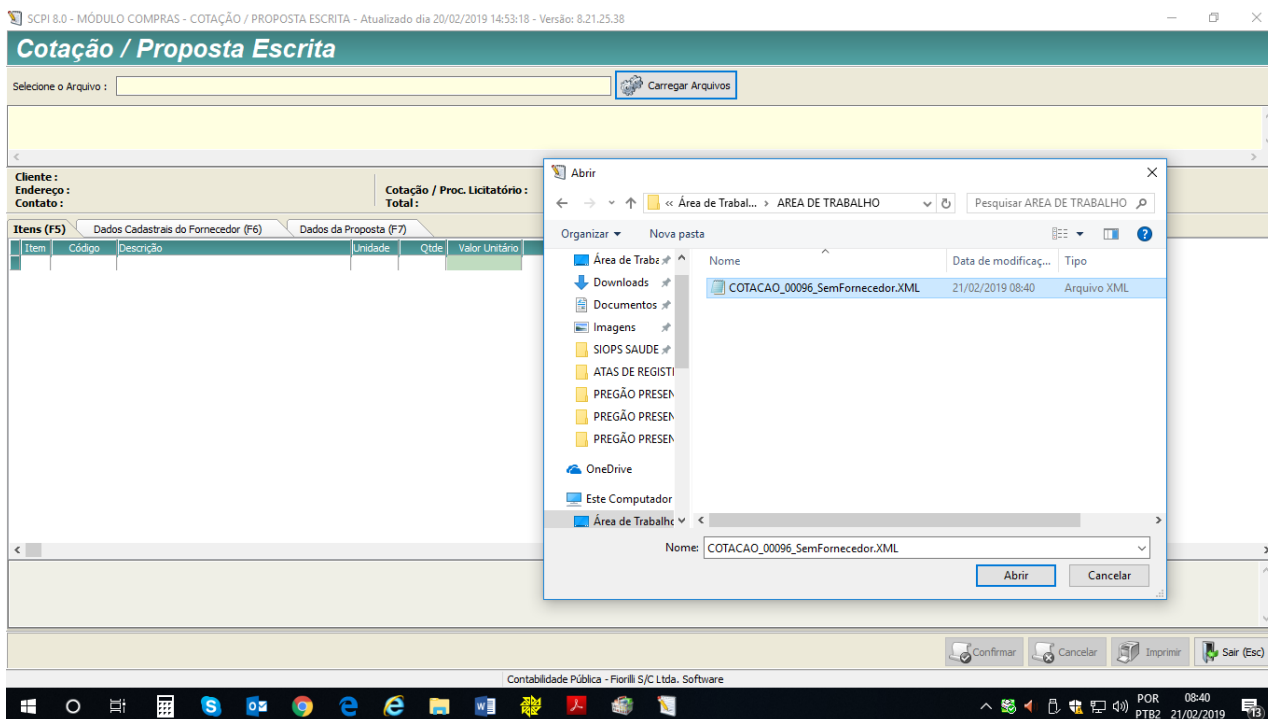 SCPI 8.0 - MÓDULO COMPRAS - COTAÇÃO / PROPOSTA ESCRITA - Atualizado dia 20/02/2019 14:53:18 - Versão: 8.21.25.38
Cotação / Proposta Escrita
Selecione o Arquivo :
Carregar Arquivos
Cliente :
Endereço :
Contato :
Cotação / Proc. Licitatório :
Total :
Itens (F5) Dados Cadastrais do Fornecedor (F6) Dados da Proposta (F7)
Item Código Descrição Unidade Qtde Valor Unitário
Abrir
« Área de Trabal... > AREA DE TRABALHO
Pesquisar AREA DE TRABALHO
Organizar Nova pasta
Nome Data de modificaç... Tipo
COTACAO_00096_SemFornecedor.XML 21/02/2019 08:40 Arquivo XML
Área de Traba
Downloads
Documentos
Imagens
SIOPS SAUDE
ATAS DE REGISTI
PREGÃO PRESEN
PREGÃO PRESEN
PREGÃO PRESEN
OneDrive
Este Computador
Área de Trabalho
Nome: COTACAO_00096_SemFornecedor.XML
Abrir Cancelar
Confirmar Cancelar Imprimir Sair (Esc)
Contabilidade Pública - Fiorilli S/C Ltda. Software
POR 08:40
PTB2 21/02/2019
13